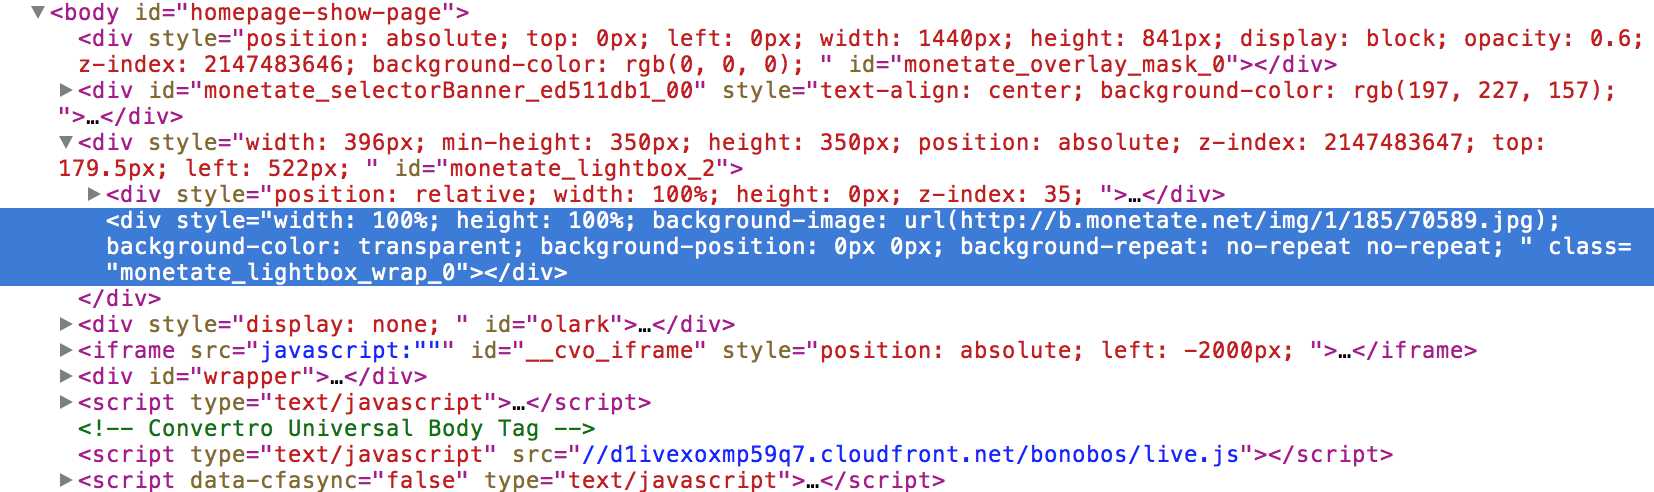 ▼<body id="homepage-show-page">
<div style="position: absolute; top: 0px; left: 0px; width: 1440px; height: 841px; display: block; opacity: 0.6;
z-index: 2147483646; background-color: rgb(0, 0, 0); " id="monetate_overlay_mask_0"></div>
▶<div id="monetate_selectorBanner_ed511db1_00" style="text-align: center; background-color: rgb(197, 227, 157);
">…</div>
▼<div style="width: 396px; min-height: 350px; height: 350px; position: absolute; z-index: 2147483647; top:
179.5px; left: 522px; " id="monetate_lightbox_2">
▶<div style="position: relative; width: 100%; height: 0px; z-index: 35; ">…</div>
<div style="width: 100%; height: 100%; background-image: url(http://b.monetate.net/img/1/185/70589.jpg);
background-color: transparent; background-position: 0px 0px; background-repeat: no-repeat no-repeat; " class=
"monetate_lightbox_wrap_0"></div>
</div>
▶<div style="display: none; " id="olark">…</div>
▶<iframe src="javascript:""" id="__cvo_iframe" style="position: absolute; left: -2000px; ">…</iframe>
▶<div id="wrapper">…</div>
▶<script type="text/javascript">…</script>
<!-- Convertro Universal Body Tag -->
<script type="text/javascript" src="//d1ivexoxmp59q7.cloudfront.net/bonobos/live.js"></script>
▶<script data-cfasync="false" type="text/javascript">…</script>